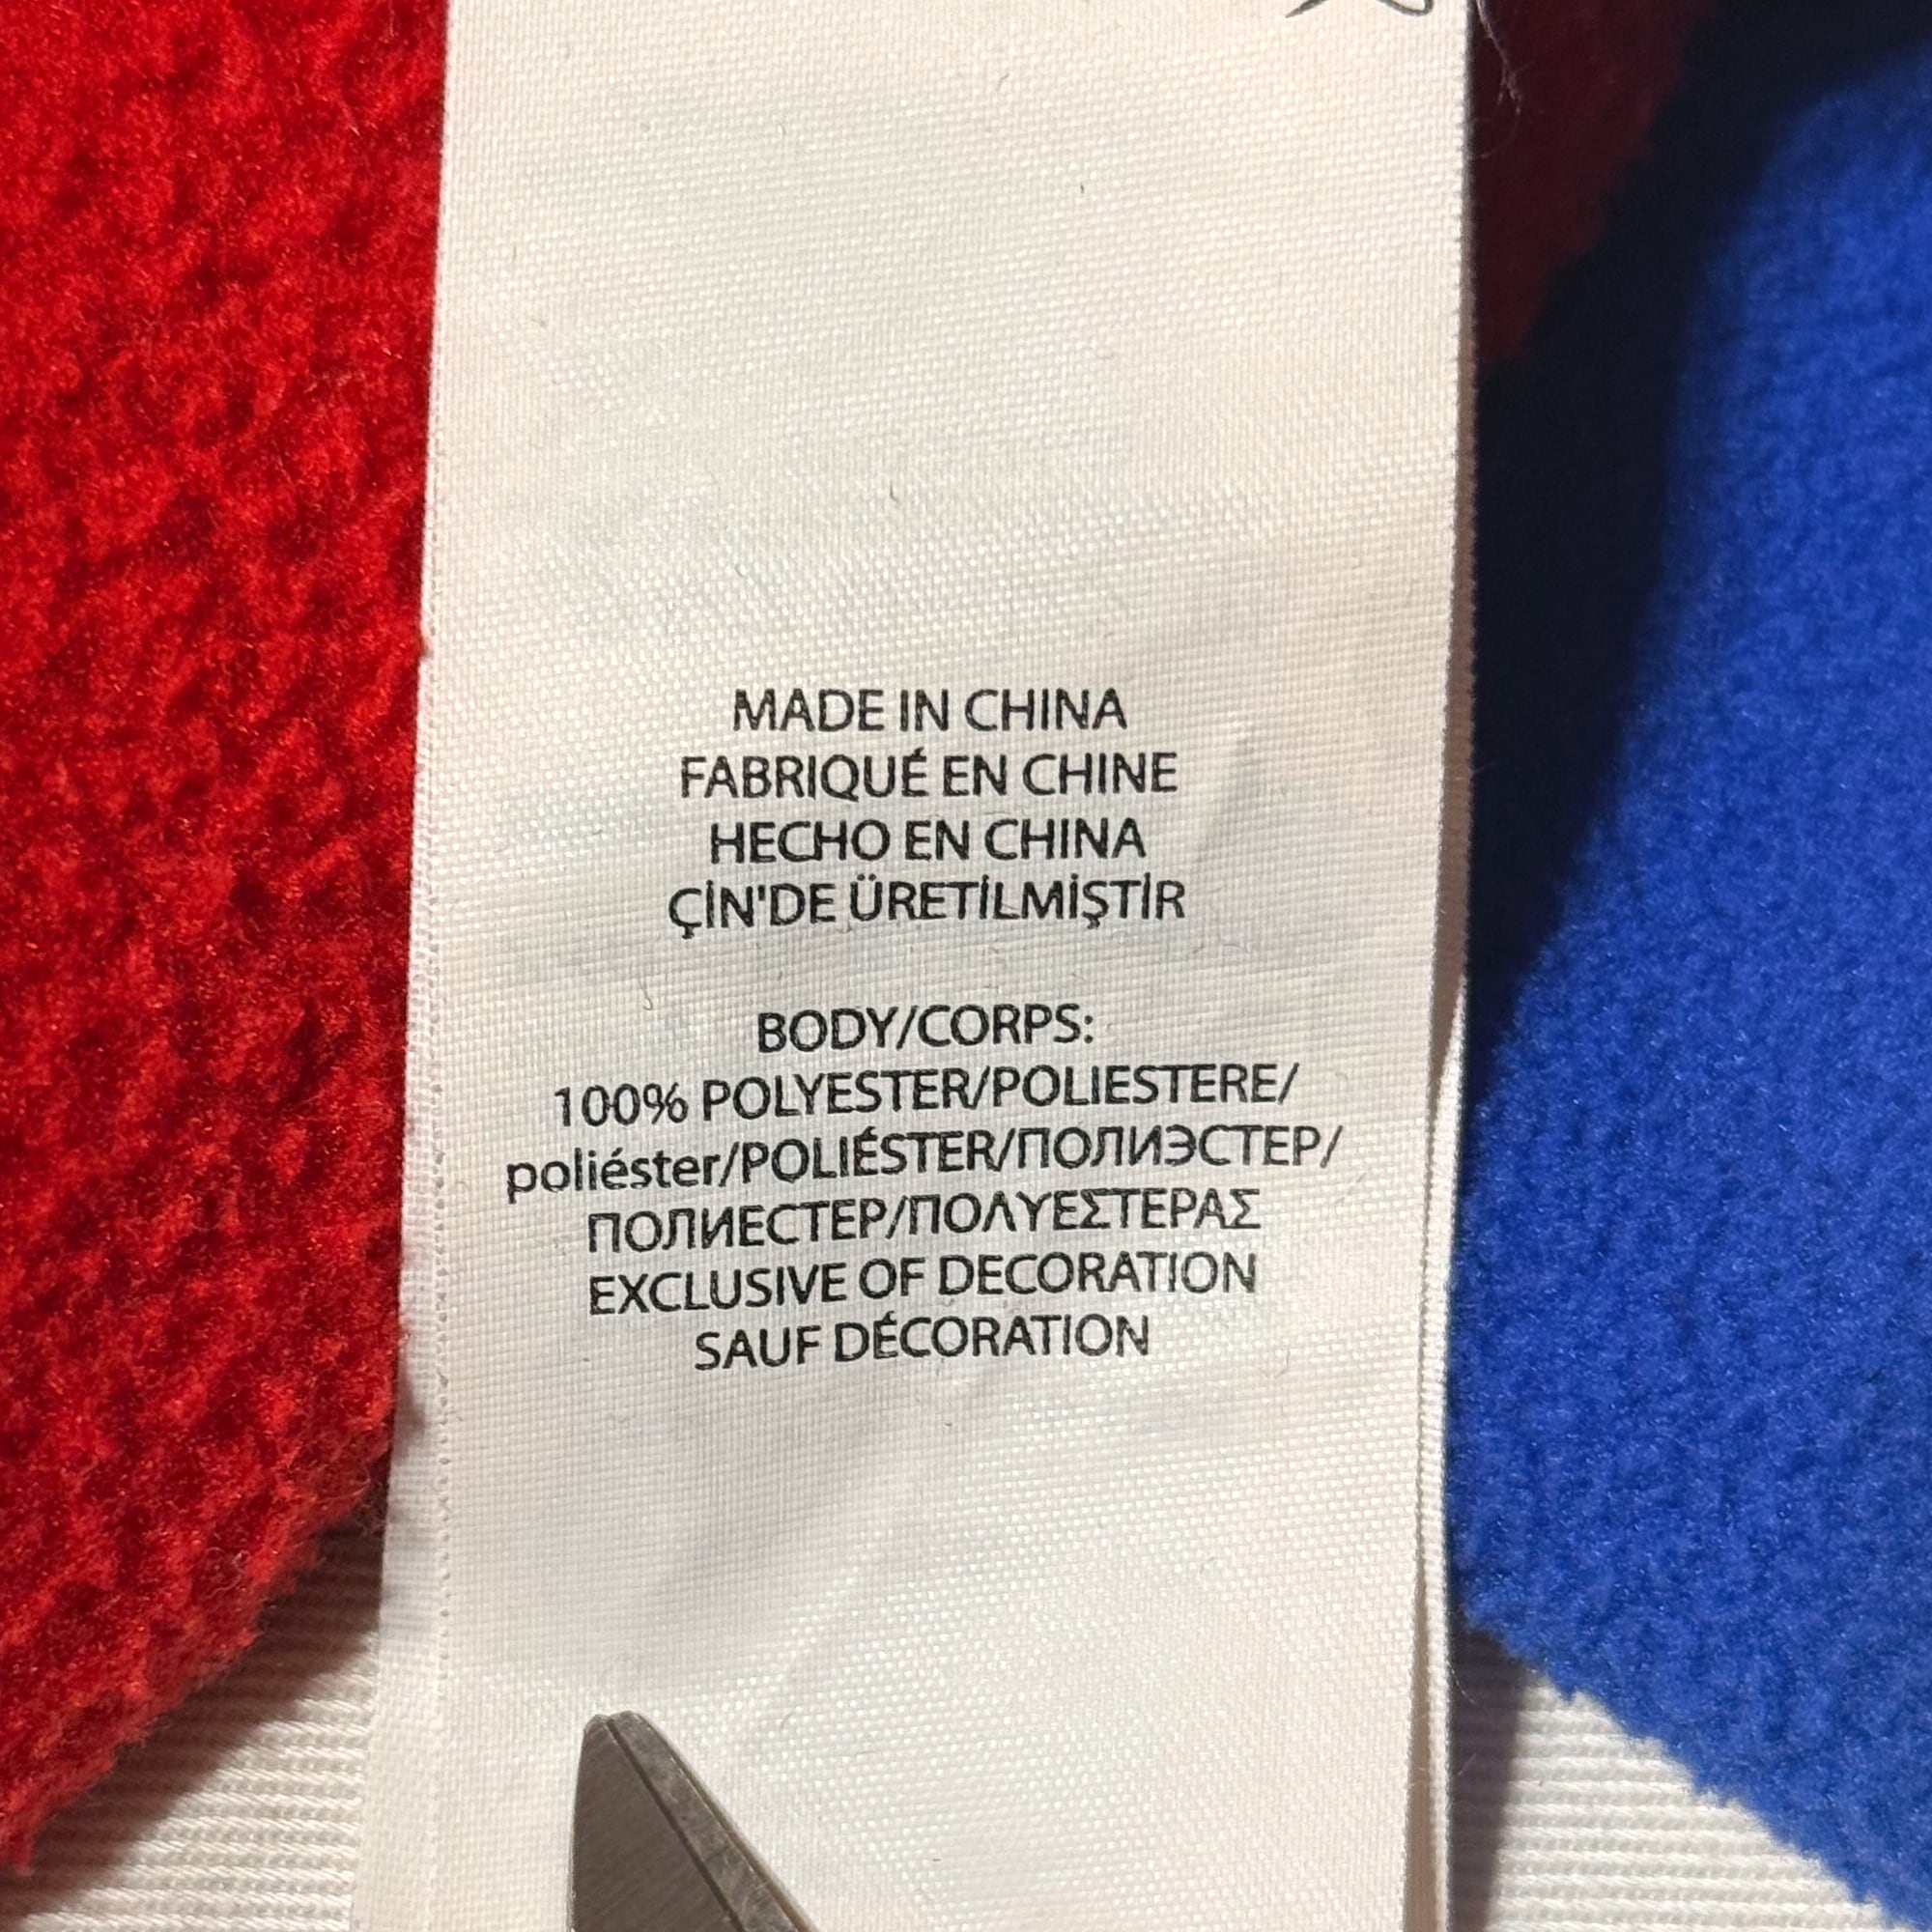 MADE IN CHINA
FABRIQUÉ EN CHINE
HECHO EN CHINA
ÇİN'DE ÜRETİLMİŞTİR
BODY/CORPS:
100% POLYESTER/POLIESTERE/
poliéster/POLIÉSTER/ПОЛИЭСТЕР/
ПОЛИЕСТЕР/ΠΟΛΥΕΣΤΕΡΑΣ
EXCLUSIVE OF DECORATION
SAUF DÉCORATION